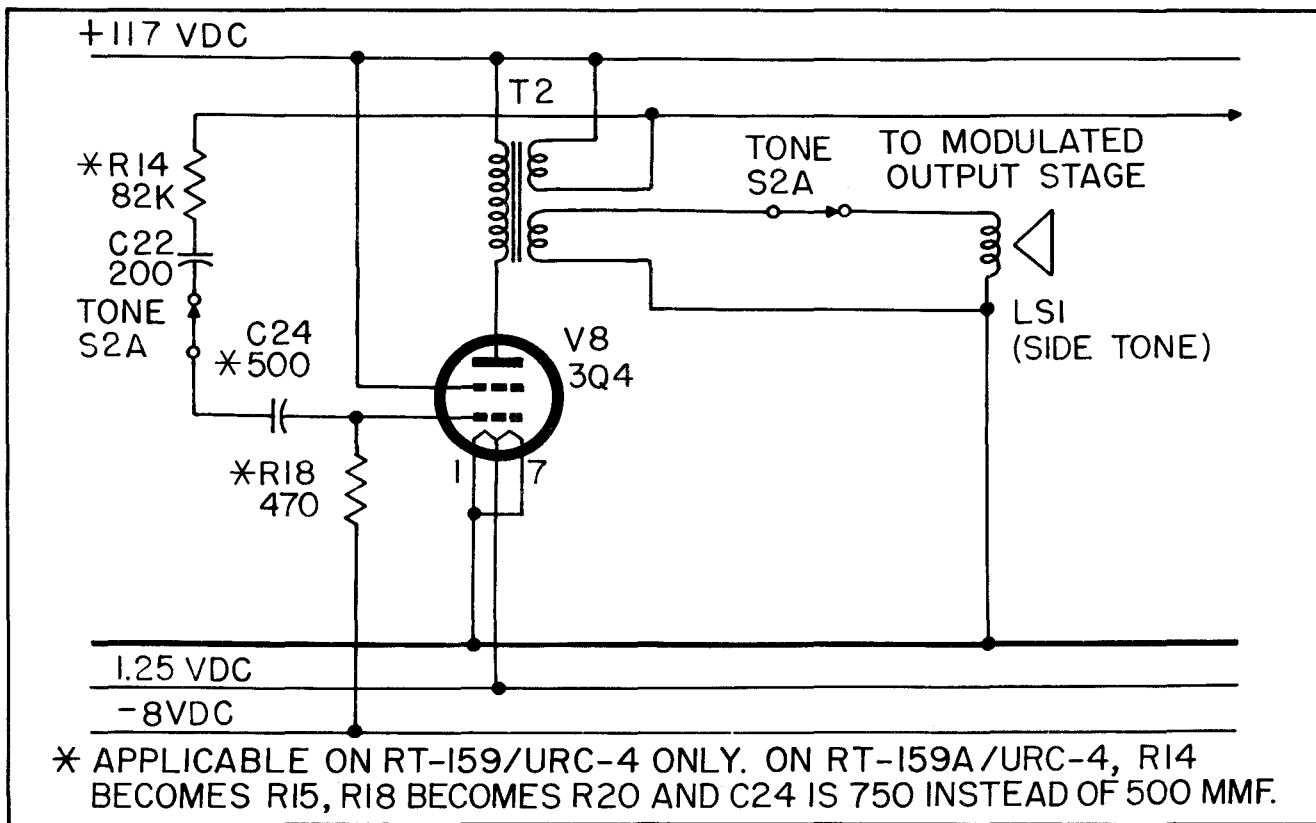 +117 VDC
T2
*R14
82K
C22
200
TONE
S2A
C24
*500
*R18
470
V8
3Q4
1
7
TONE
S2A
TO MODULATED
OUTPUT STAGE
LS1
(SIDE TONE)
1.25 VDC
-8VDC
* APPLICABLE ON RT-159/URC-4 ONLY. ON RT-159A/URC-4, R14
BECOMES R15, R18 BECOMES R20 AND C24 IS 750 INSTEAD OF 500 MMF.